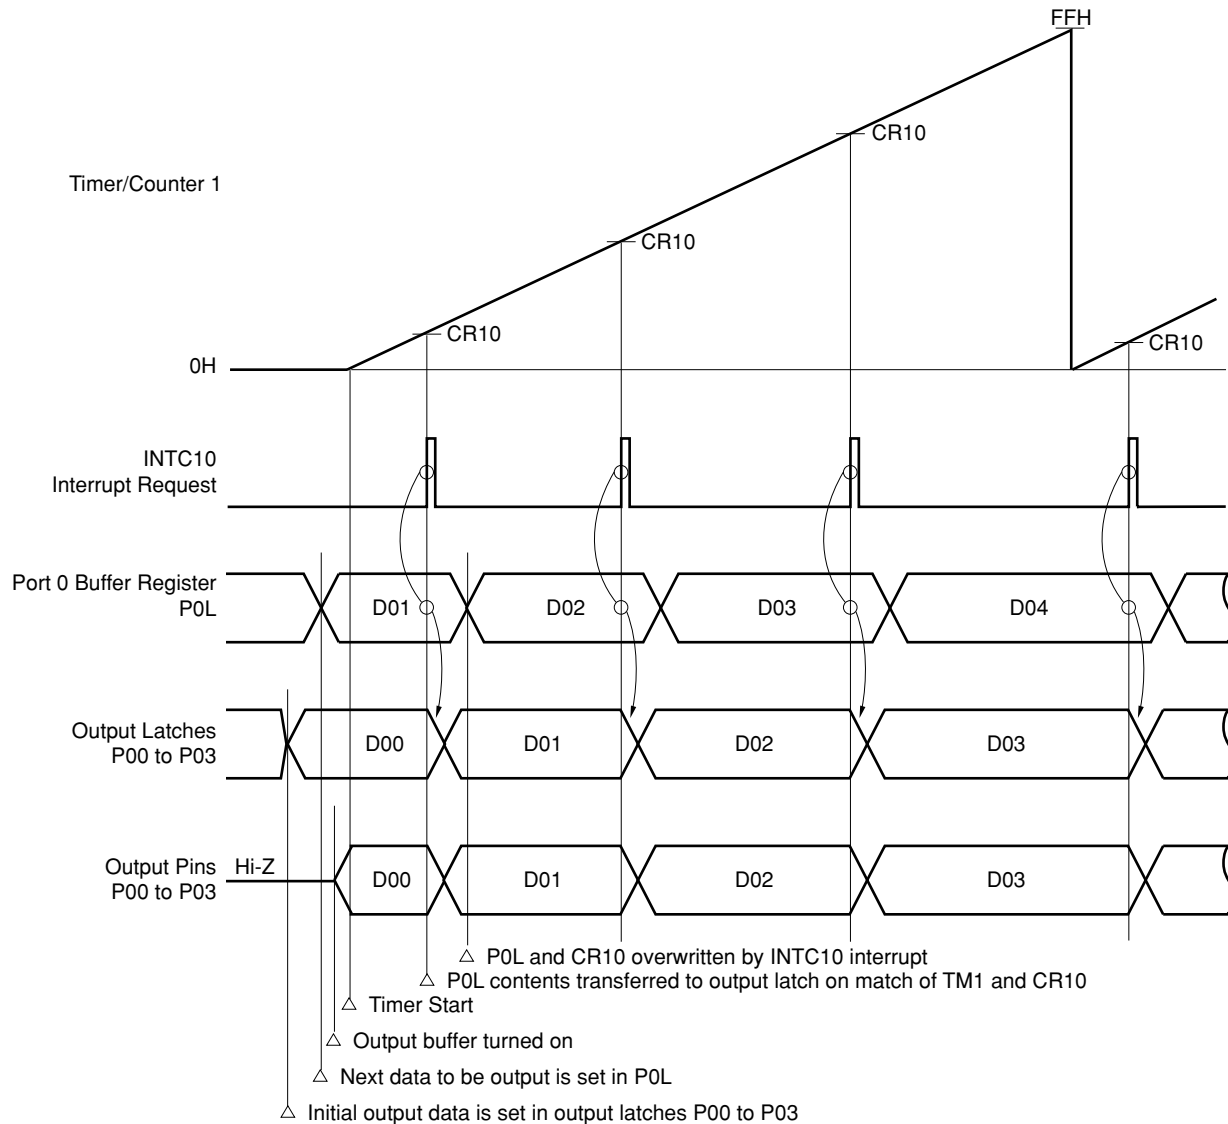 FFH
CR10
Timer/Counter 1
CR10
CR10
CR10
0H
INTC10
Interrupt Request
Port 0 Buffer Register
P0L
D01
D02
D03
D04
Output Latches
P00 to P03
D00
D01
D02
D03
Output Pins
P00 to P03
Hi-Z
D00
D01
D02
D03
△ P0L and CR10 overwritten by INTC10 interrupt
△ P0L contents transferred to output latch on match of TM1 and CR10
△ Timer Start
△ Output buffer turned on
△ Next data to be output is set in P0L
△ Initial output data is set in output latches P00 to P03